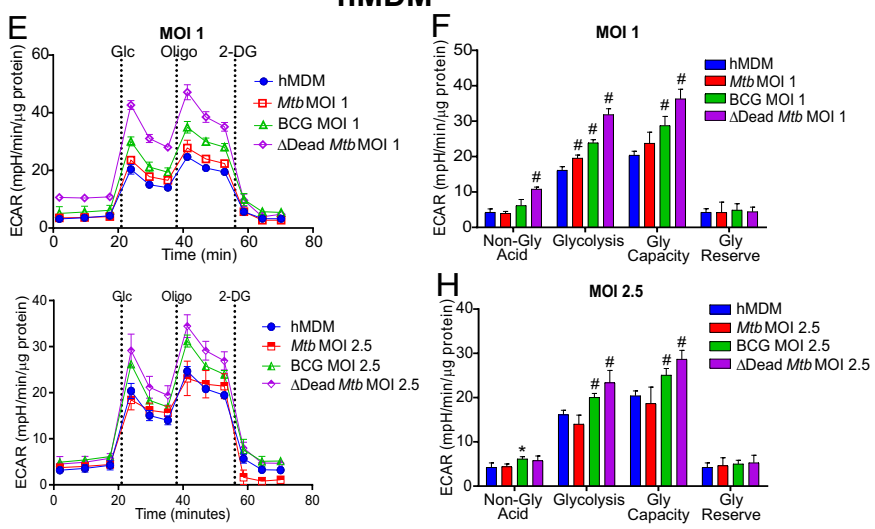 hMDM
E
MOI 1
Glc
Oligo
2-DG
ECAR (mpH/min/µg protein)
60
40
20
0
0
20
40
60
80
Time (min)
hMDM
Mtb MOI 1
BCG MOI 1
ΔDead Mtb MOI 1
F
MOI 1
ECAR (mpH/min/µg protein)
50
40
30
20
10
0
hMDM
Mtb MOI 1
BCG MOI 1
ΔDead Mtb MOI 1
#
# # #
# #
Non-Gly Acid
Glycolysis
Gly Capacity
Gly Reserve
Glc
Oligo
2-DG
ECAR (mpH/min/µg protein)
40
30
20
10
0
0
20
40
60
80
Time (minutes)
hMDM
Mtb MOI 2.5
BCG MOI 2.5
ΔDead Mtb MOI 2.5
H
MOI 2.5
ECAR (mpH/min/µg protein)
40
30
20
10
0
hMDM
Mtb MOI 2.5
BCG MOI 2.5
ΔDead Mtb MOI 2.5
*
# #
# #
Non-Gly Acid
Glycolysis
Gly Capacity
Gly Reserve